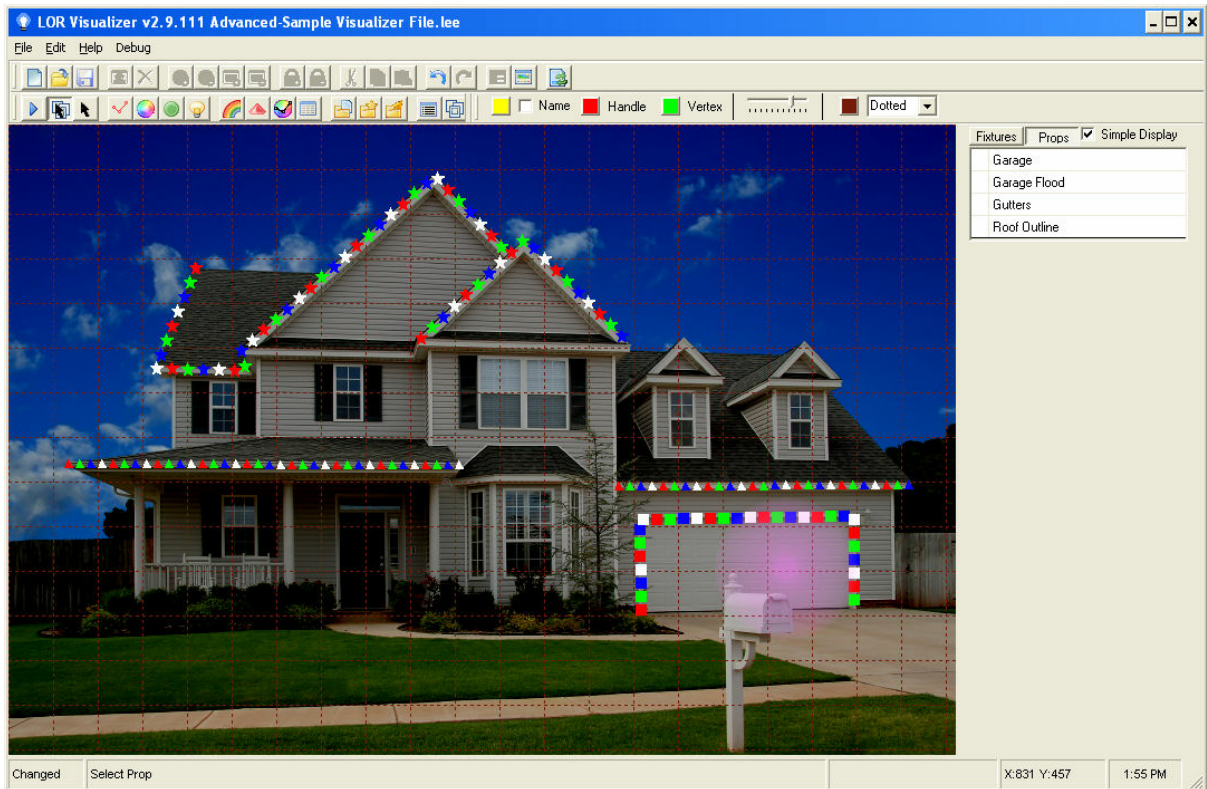 LOR Visualizer v2.9.111 Advanced-Sample Visualizer File.lee
File Edit Help Debug
Name Handle Vertex Dotted
Fixtures Props Simple Display
Garage
Garage Flood
Gutters
Roof Outline
Changed Select Prop X:831 Y:457 1:55 PM